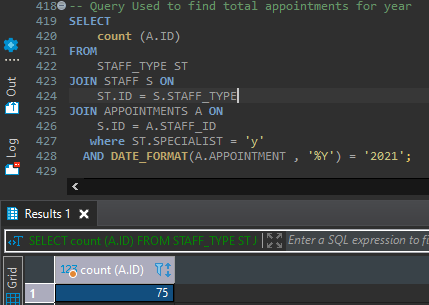 418 -- Query Used to find total appointments for year
419 SELECT
420 count (A.ID)
421 FROM
422 STAFF_TYPE ST
423 JOIN STAFF S ON
424 ST.ID = S.STAFF_TYPE
425 JOIN APPOINTMENTS A ON
426 S.ID = A.STAFF_ID
427 where ST.SPECIALIST = 'y'
428 AND DATE_FORMAT(A.APPOINTMENT , '%Y') = '2021';
429
Out
Log
Results 1
SELECT count (A.ID) FROM STAFF_TYPE ST J
Enter a SQL expression to fi
Grid
123 count (A.ID)
1 75